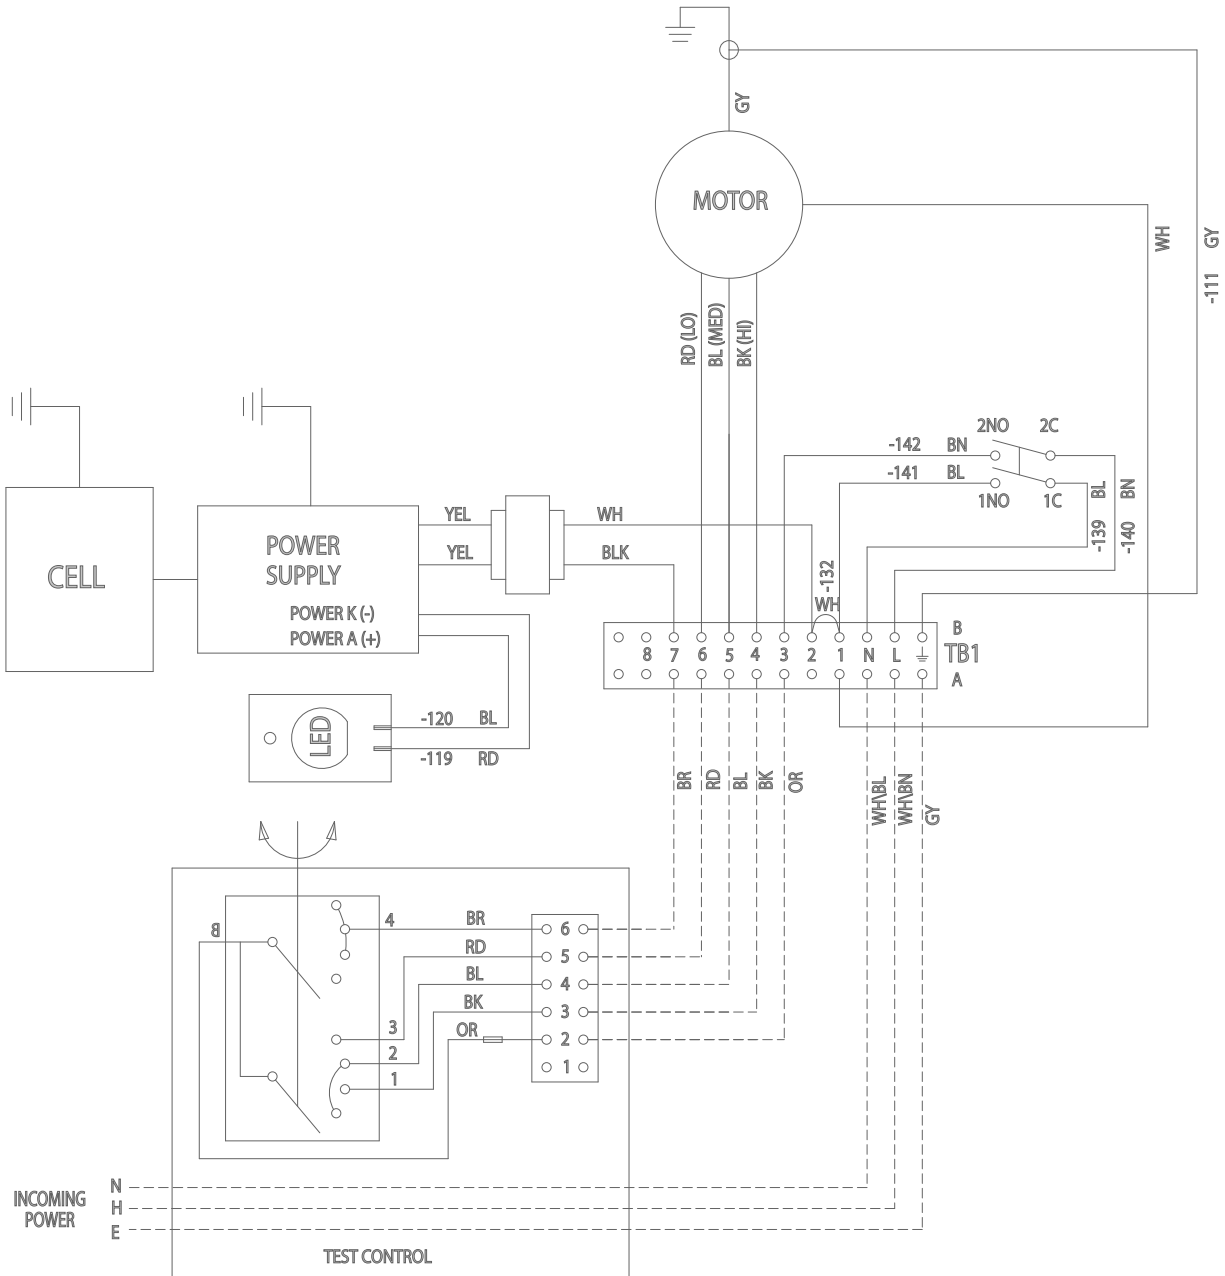 GY
MOTOR
WH
GY
-111
RD (LO)
BL (MED)
BK (HI)
2NO 2C
-142 BN
-141 BL
1NO 1C
-139 BL
-140 BN
YEL
YEL
WH
BLK
CELL
POWER
SUPPLY
POWER K (-)
POWER A (+)
-132
WH
B
8 7 6 5 4 3 2 1 N L
TB1
A
LED
-120 BL
-119 RD
BR
RD
BL
BK
OR
WH\BL
WH\BN
GY
B
4 BR 6
RD 5
BL 4
BK 3
3 OR 2
2
1 1
INCOMING
POWER
N
H
E
TEST CONTROL